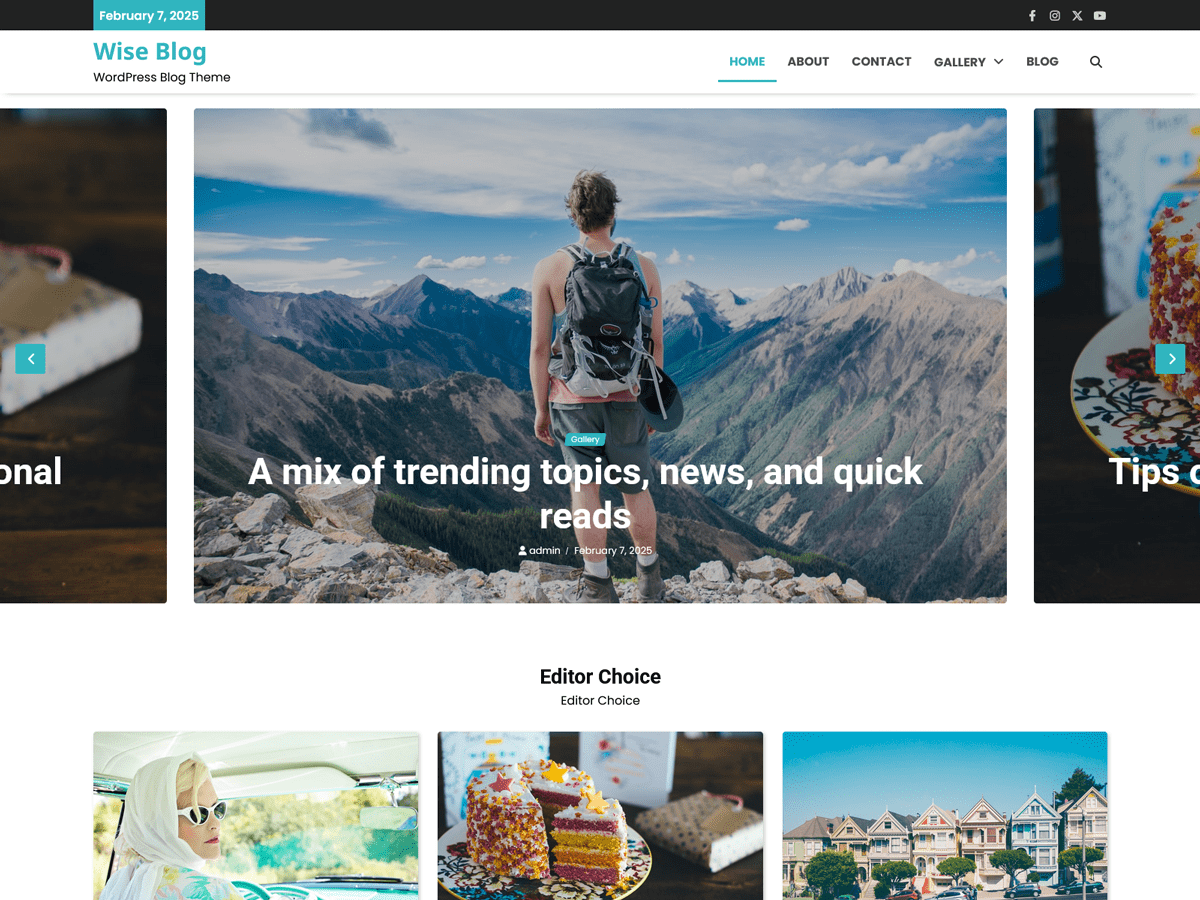 February 7, 2025
Wise Blog
WordPress Blog Theme
HOME
ABOUT
CONTACT
GALLERY
BLOG
onal
Gallery
A mix of trending topics, news, and quick
reads
admin / February 7, 2025
Tips
Editor Choice
Editor Choice